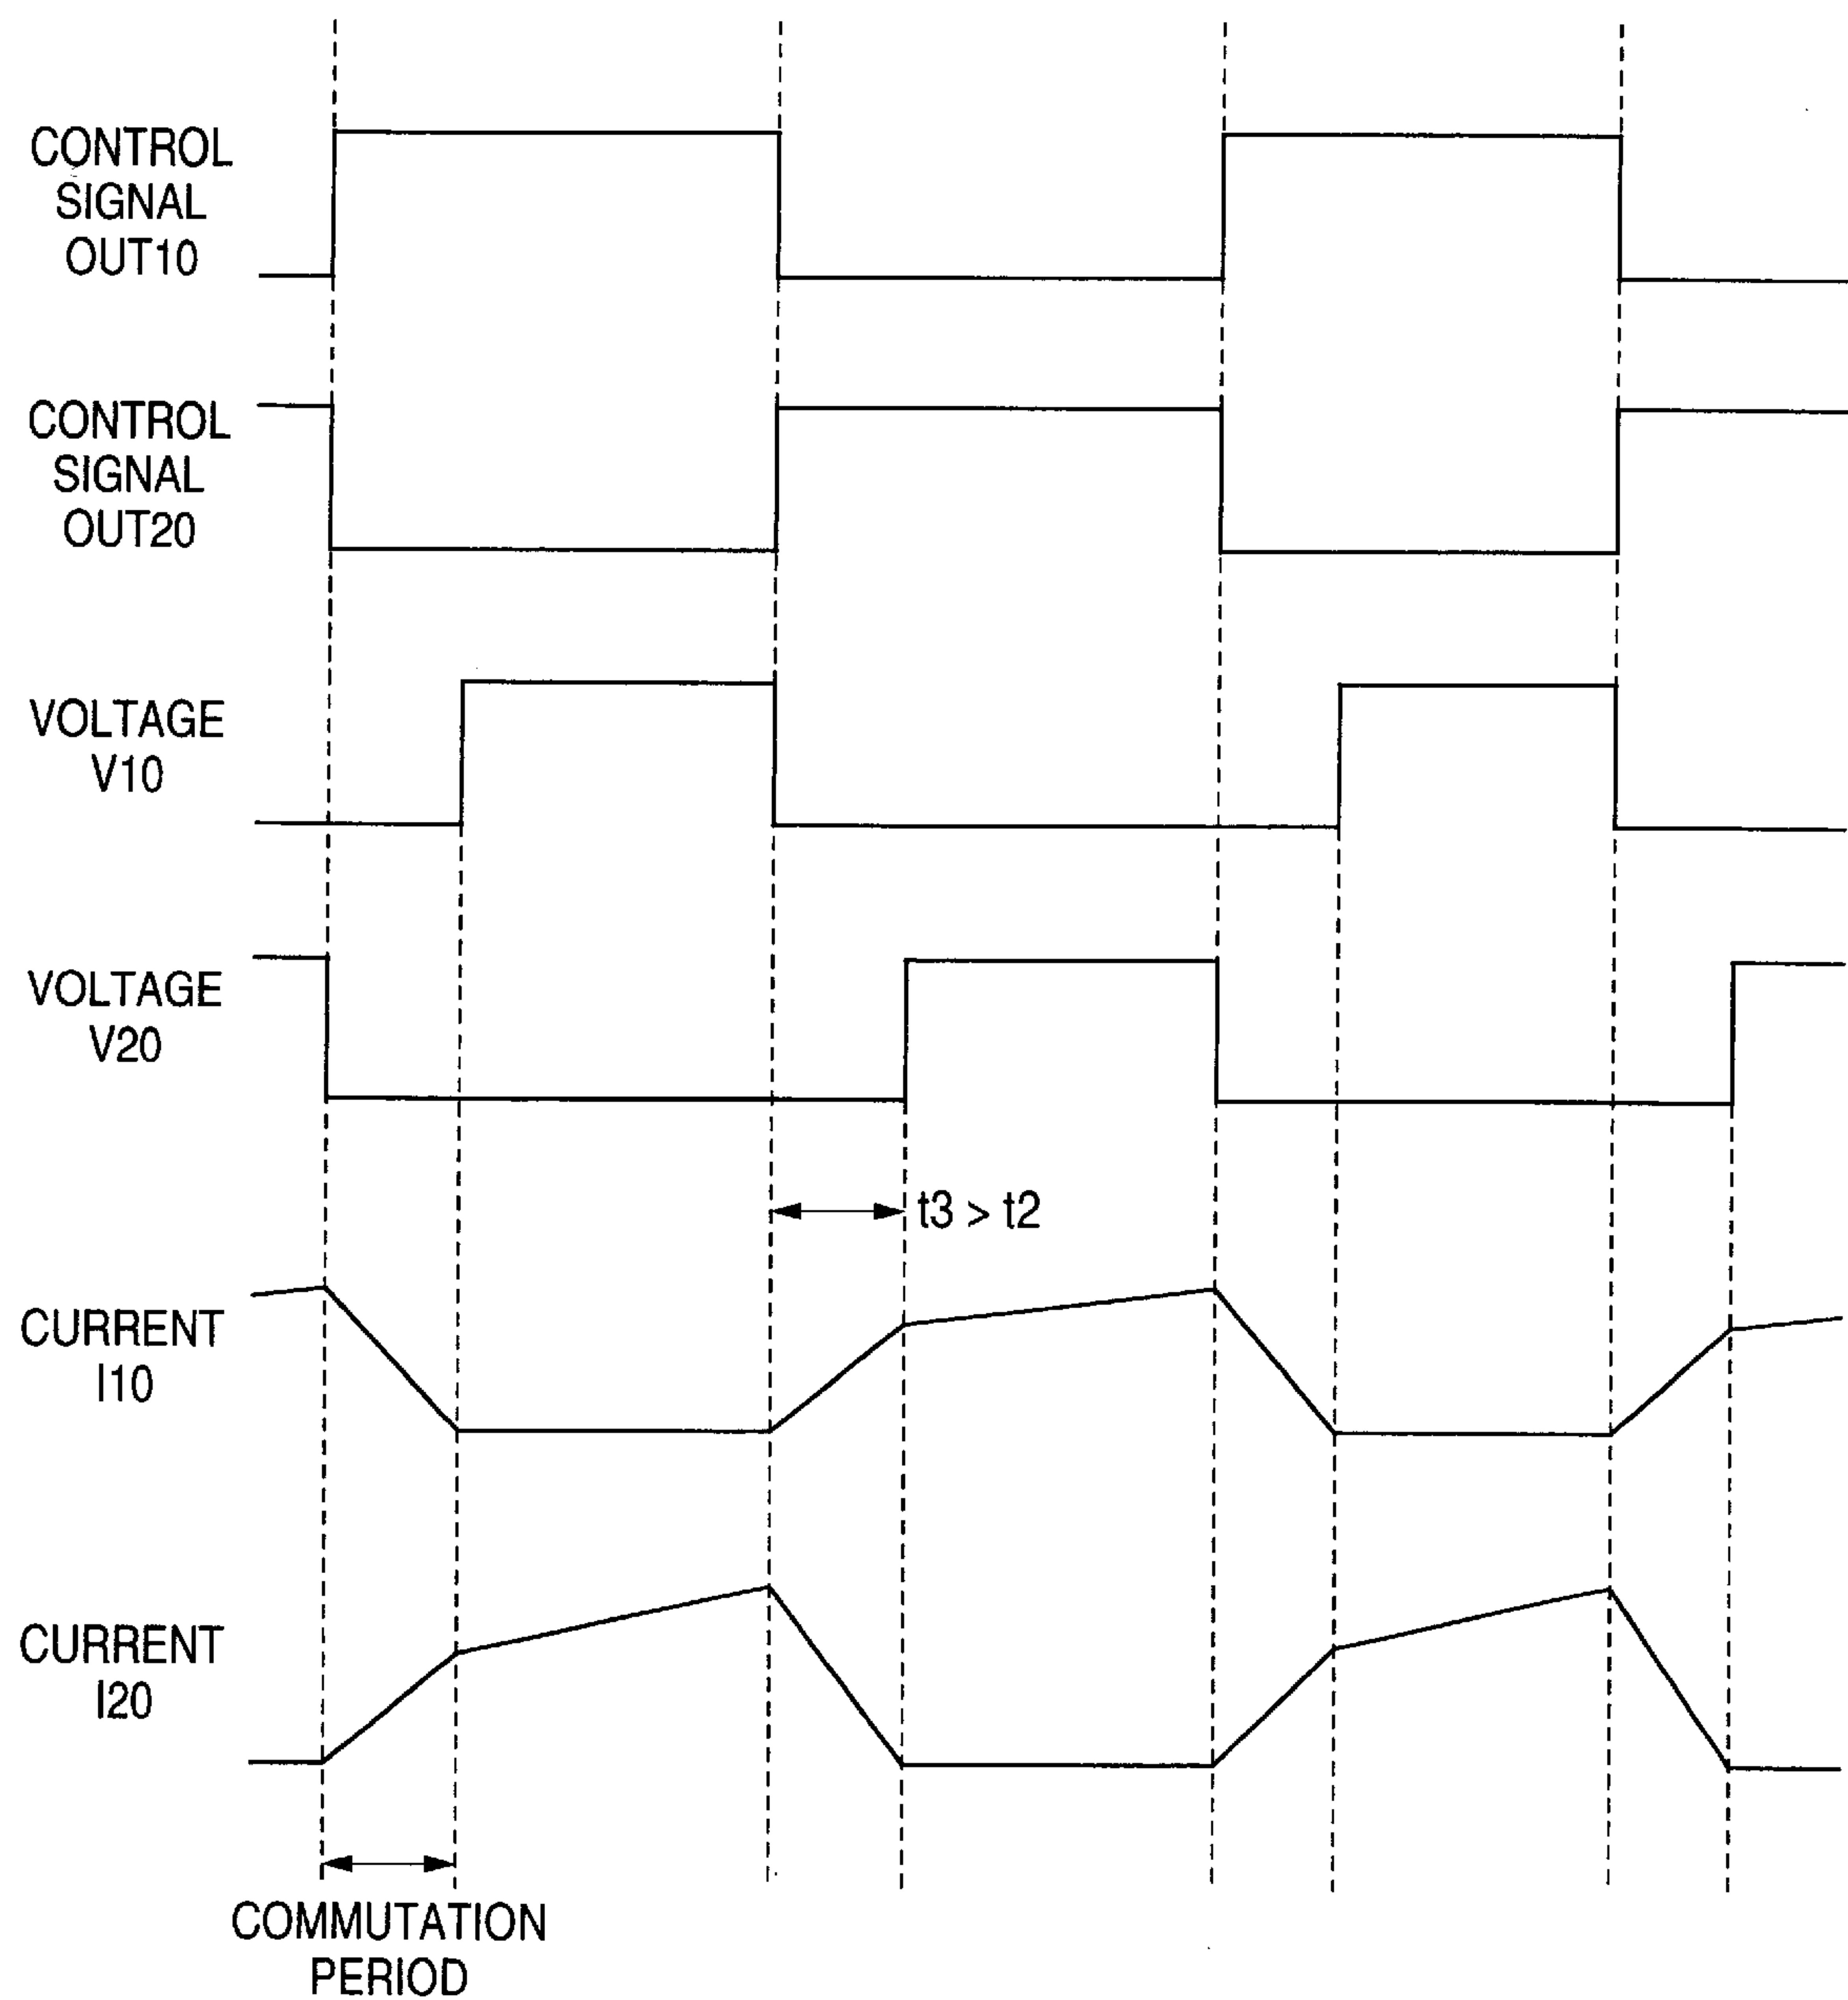 CONTROL
SIGNAL
OUT10
CONTROL
SIGNAL
OUT20
VOLTAGE
V10
VOLTAGE
V20
t3 > t2
CURRENT
I10
CURRENT
I20
COMMUTATION
PERIOD